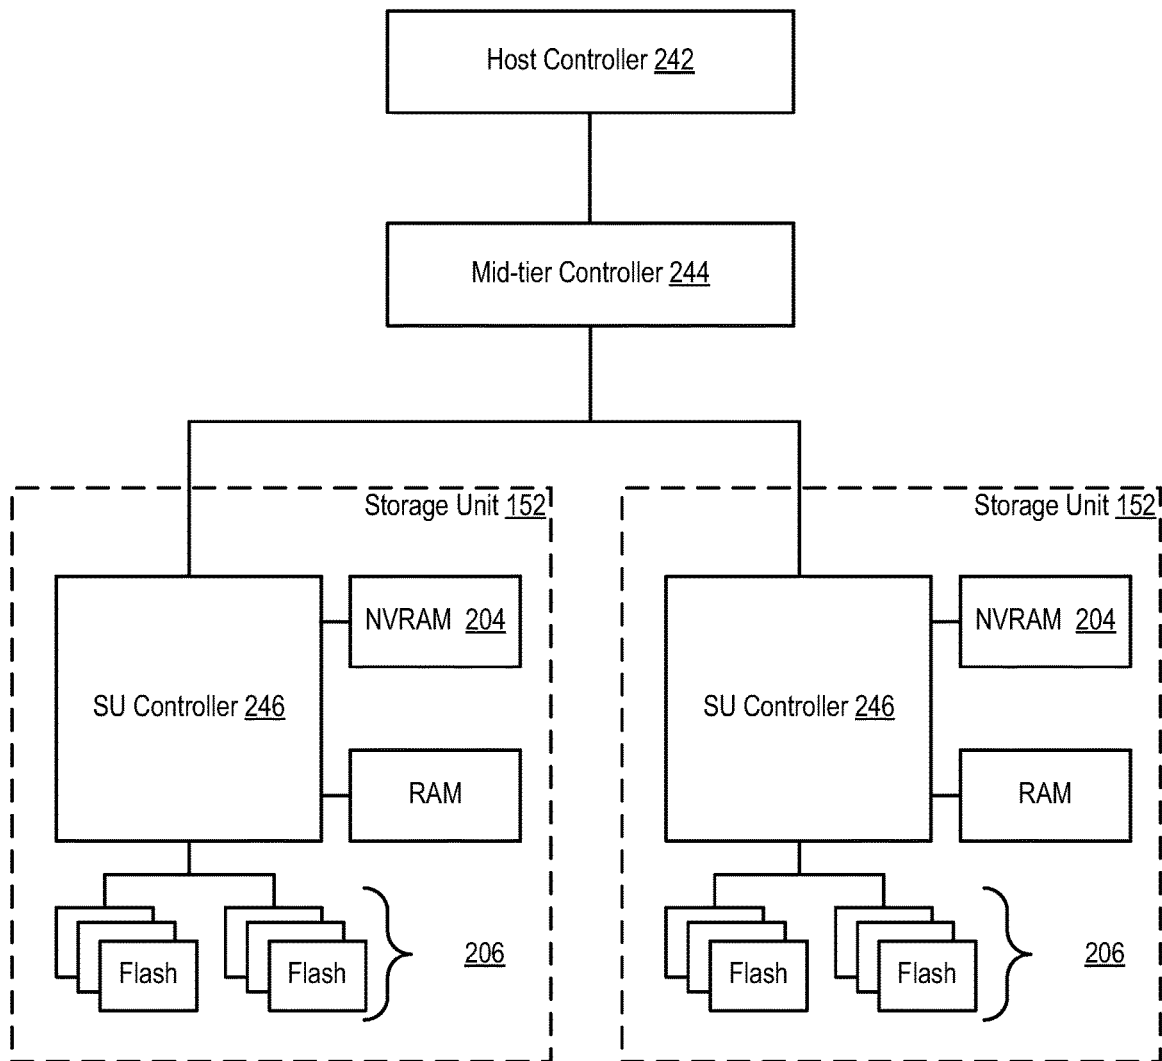 Host Controller 242
Mid-tier Controller 244
Storage Unit 152
Storage Unit 152
SU Controller 246
NVRAM 204
RAM
SU Controller 246
NVRAM 204
RAM
Flash
Flash
206
Flash
Flash
206